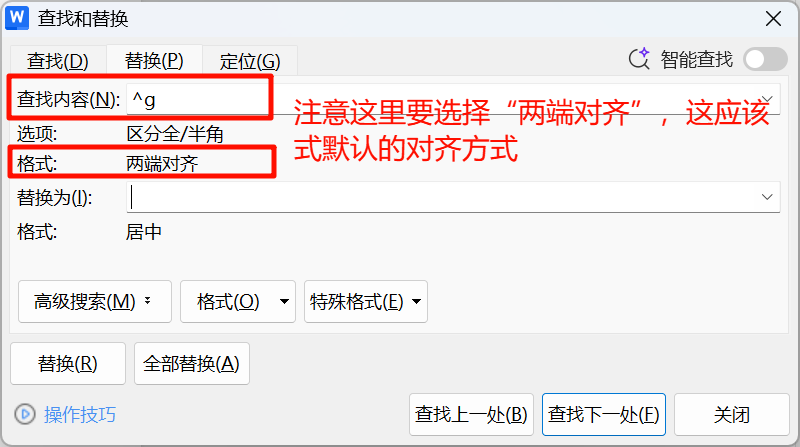 W 查找和替换
查找(D) 替换(P) 定位(G) 智能查找
查找内容(N): ^g
注意这里要选择“两端对齐”，这应该
式默认的对齐方式
选项: 区分全/半角
格式: 两端对齐
替换为(I):
格式: 居中
高级搜索(M) 格式(O) 特殊格式(E)
替换(R) 全部替换(A)
操作技巧 查找上一处(B) 查找下一处(F) 关闭